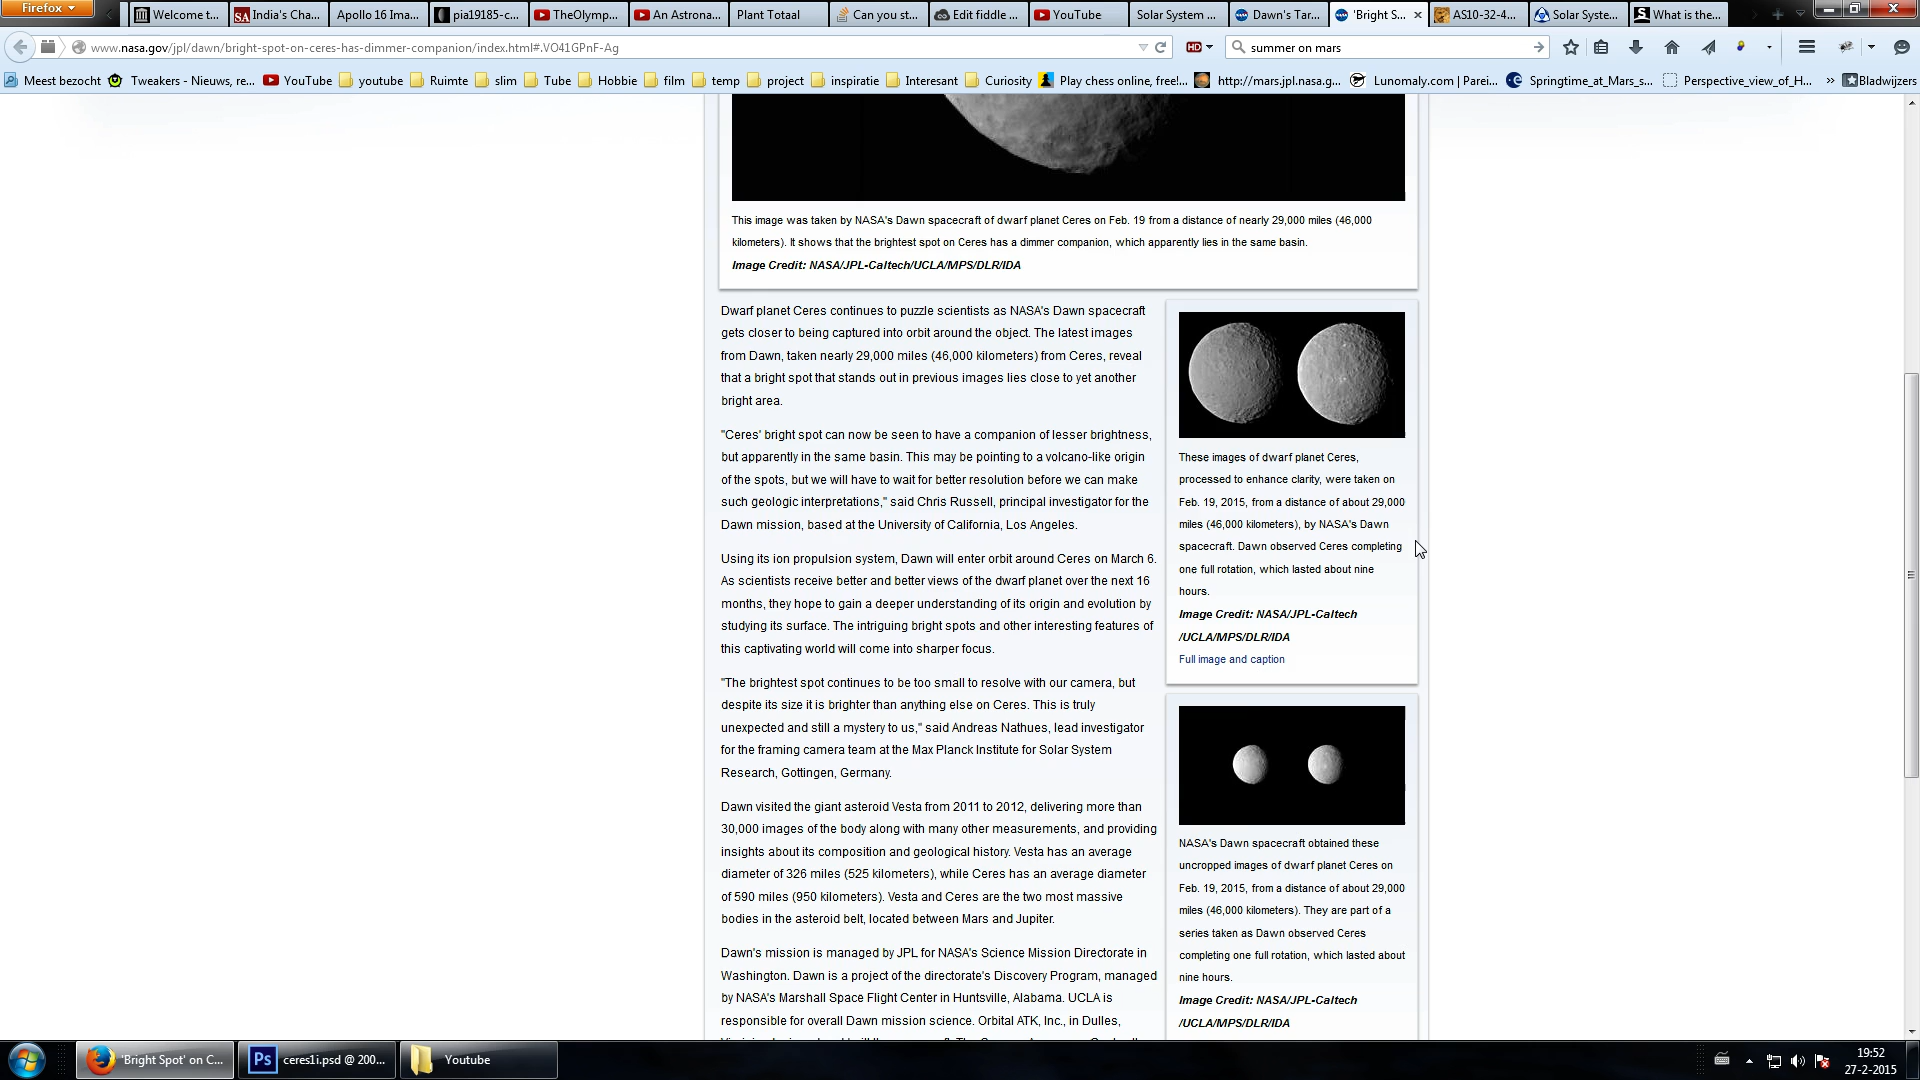 Firefox
Welcome t...
India's Cha...
Apollo 16 Ima...
pia19185-c...
TheOlymp...
An Astrona...
Plant Totaal
Can you st...
Edit fiddle ...
YouTube
Solar System ...
Dawn's Tar...
'Bright S...
AS10-32-4...
Solar Syste...
What is the...
www.nasa.gov/jpl/dawn/bright-spot-on-ceres-has-dimmer-companion/index.html#.VO41GPnF-Ag
HD
summer on mars
Meest bezocht
Tweakers - Nieuws, re...
YouTube
youtube
Ruimte
slim
Tube
Hobbie
film
temp
project
inspiratie
Interesant
Curiosity
Play chess online, free!...
http://mars.jpl.nasa.g...
Lunomaly.com | Parei...
Springtime_at_Mars_s...
Perspective_view_of_H...
Bladwijzers
This image was taken by NASA's Dawn spacecraft of dwarf planet Ceres on Feb. 19 from a distance of nearly 29,000 miles (46,000
kilometers). It shows that the brightest spot on Ceres has a dimmer companion, which apparently lies in the same basin.
Image Credit: NASA/JPL-Caltech/UCLA/MPS/DLR/IDA
Dwarf planet Ceres continues to puzzle scientists as NASA's Dawn spacecraft
gets closer to being captured into orbit around the object. The latest images
from Dawn, taken nearly 29,000 miles (46,000 kilometers) from Ceres, reveal
that a bright spot that stands out in previous images lies close to yet another
bright area.
"Ceres' bright spot can now be seen to have a companion of lesser brightness,
but apparently in the same basin. This may be pointing to a volcano-like origin
of the spots, but we will have to wait for better resolution before we can make
such geologic interpretations," said Chris Russell, principal investigator for the
Dawn mission, based at the University of California, Los Angeles.
Using its ion propulsion system, Dawn will enter orbit around Ceres on March 6.
As scientists receive better and better views of the dwarf planet over the next 16
months, they hope to gain a deeper understanding of its origin and evolution by
studying its surface. The intriguing bright spots and other interesting features of
this captivating world will come into sharper focus.
"The brightest spot continues to be too small to resolve with our camera, but
despite its size it is brighter than anything else on Ceres. This is truly
unexpected and still a mystery to us," said Andreas Nathues, lead investigator
for the framing camera team at the Max Planck Institute for Solar System
Research, Gottingen, Germany.
Dawn visited the giant asteroid Vesta from 2011 to 2012, delivering more than
30,000 images of the body along with many other measurements, and providing
insights about its composition and geological history. Vesta has an average
diameter of 326 miles (525 kilometers), while Ceres has an average diameter
of 590 miles (950 kilometers). Vesta and Ceres are the two most massive
bodies in the asteroid belt, located between Mars and Jupiter.
Dawn's mission is managed by JPL for NASA's Science Mission Directorate in
Washington. Dawn is a project of the directorate's Discovery Program, managed
by NASA's Marshall Space Flight Center in Huntsville, Alabama. UCLA is
responsible for overall Dawn mission science. Orbital ATK, Inc., in Dulles,
These images of dwarf planet Ceres,
processed to enhance clarity, were taken on
Feb. 19, 2015, from a distance of about 29,000
miles (46,000 kilometers), by NASA's Dawn
spacecraft. Dawn observed Ceres completing
one full rotation, which lasted about nine
hours.
Image Credit: NASA/JPL-Caltech
/UCLA/MPS/DLR/IDA
Full image and caption
NASA's Dawn spacecraft obtained these
uncropped images of dwarf planet Ceres on
Feb. 19, 2015, from a distance of about 29,000
miles (46,000 kilometers). They are part of a
series taken as Dawn observed Ceres
completing one full rotation, which lasted about
nine hours.
Image Credit: NASA/JPL-Caltech
/UCLA/MPS/DLR/IDA
'Bright Spot' on C...
Ps
ceres1i.psd @ 200...
Youtube
19:52
27-2-2015